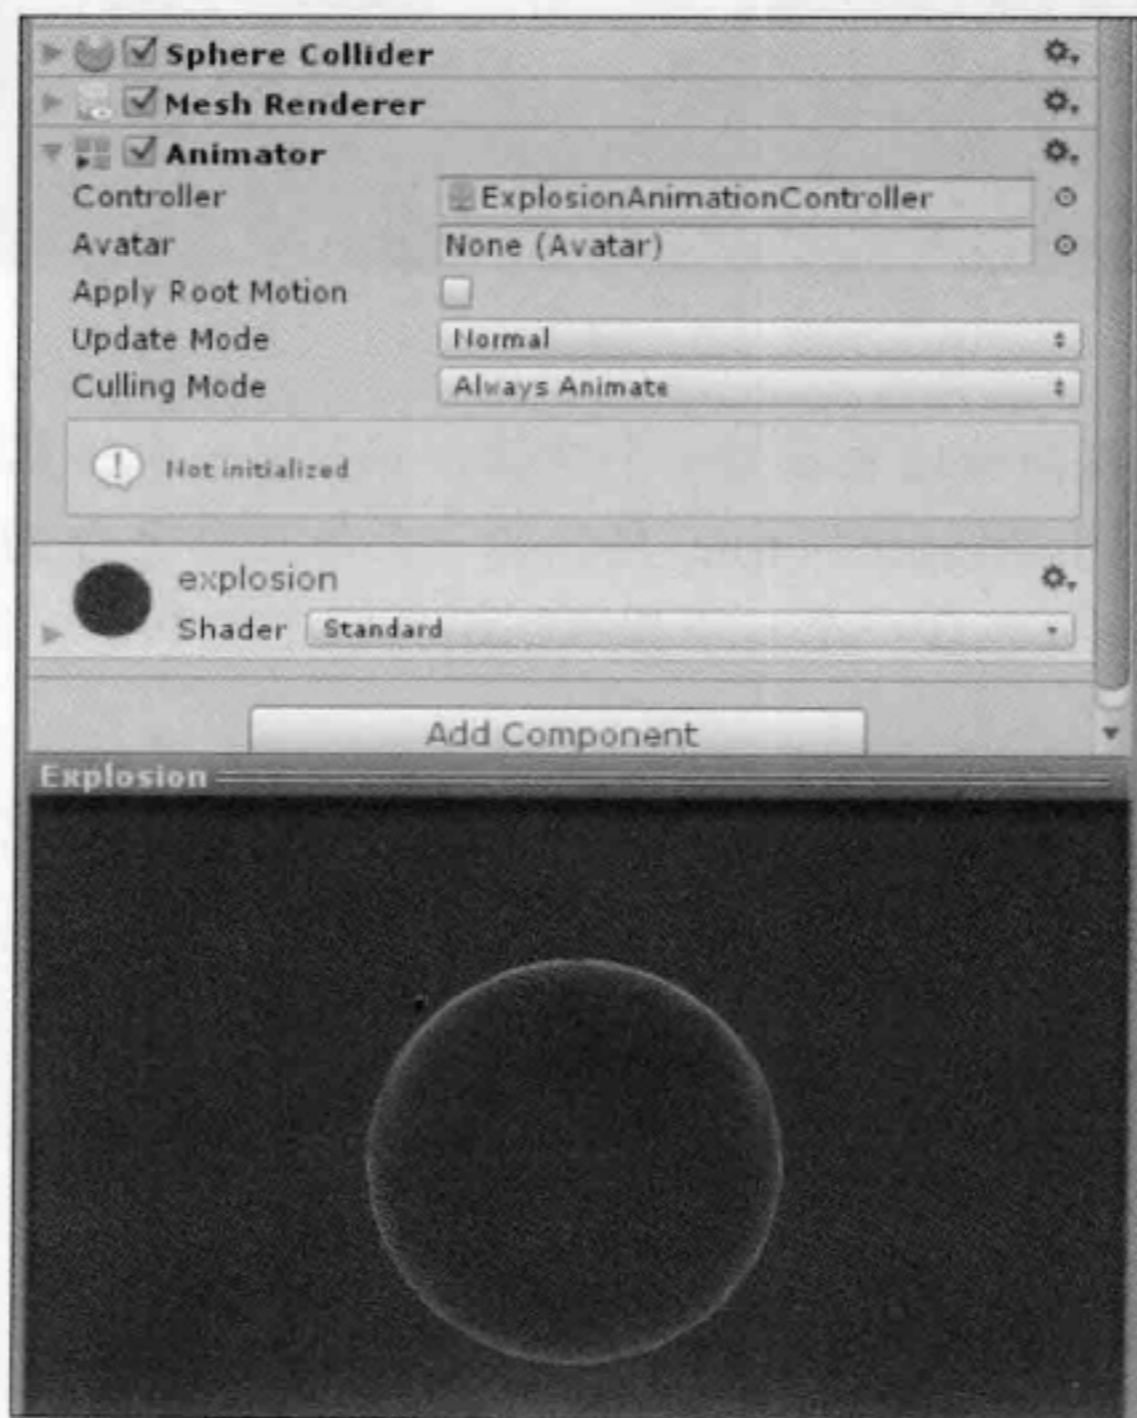 Sphere Collider
Mesh Renderer
Animator
Controller ExplosionAnimationController
Avatar None (Avatar)
Apply Root Motion
Update Mode Normal
Culling Mode Always Animate
Not initialized
explosion
Shader Standard
Add Component
Explosion